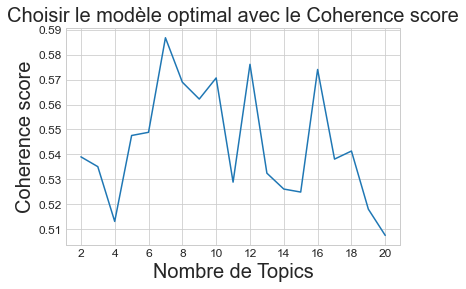 Choisir le modèle optimal avec le Coherence score
0.59
0.58
0.57
0.56
0.55
0.54
0.53
0.52
0.51
Coherence score
2 4 6 8 10 12 14 16 18 20
Nombre de Topics